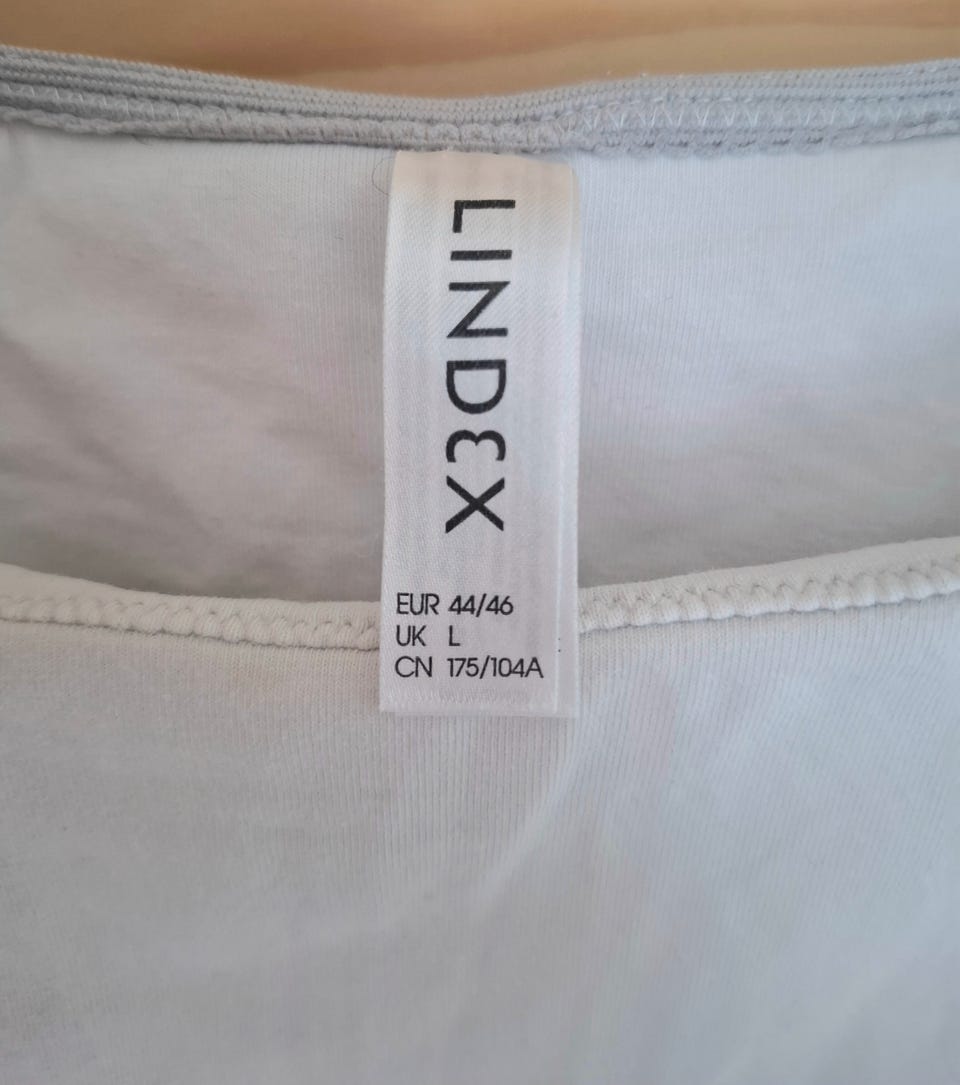 LINDEX
EUR 44/46
UK L
CN 175/104A